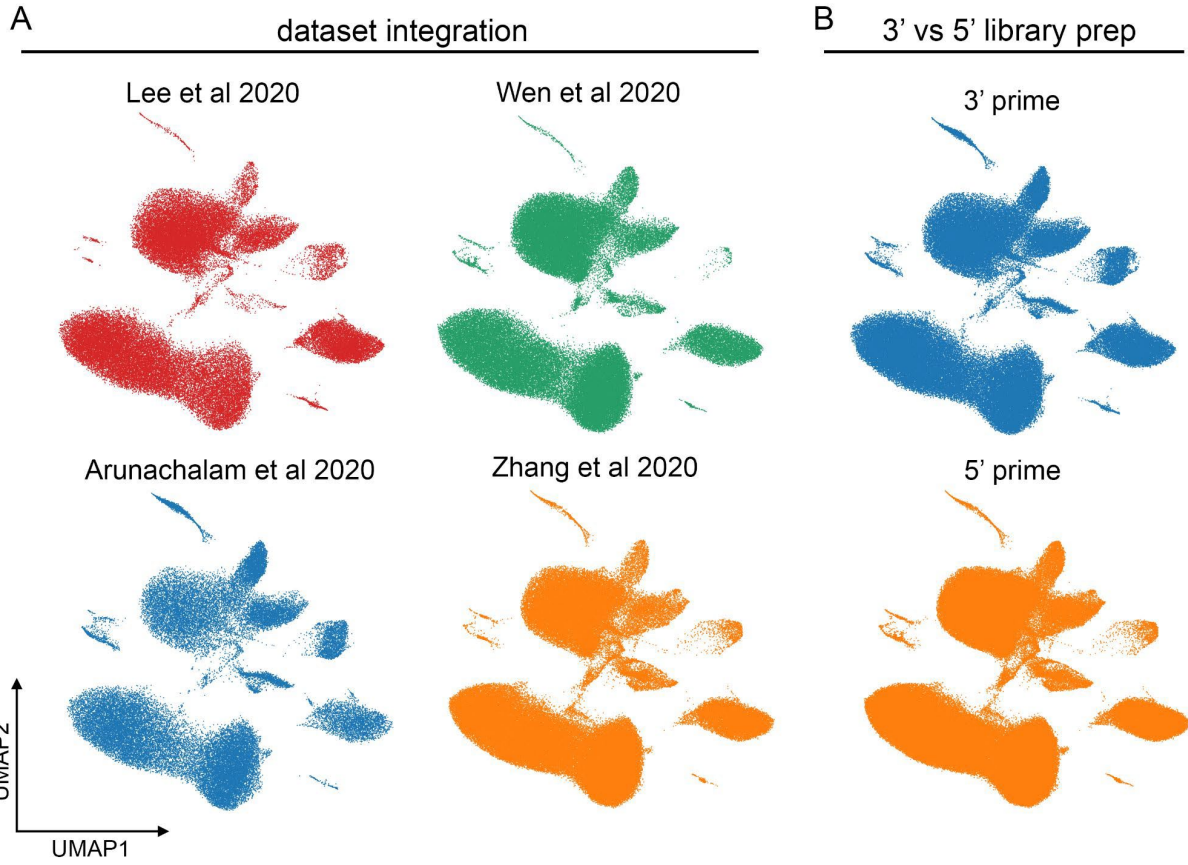 A
dataset integration
B
3’ vs 5’ library prep
Lee et al 2020
Wen et al 2020
3’ prime
Arunachalam et al 2020
Zhang et al 2020
5’ prime
UMAP2
UMAP1